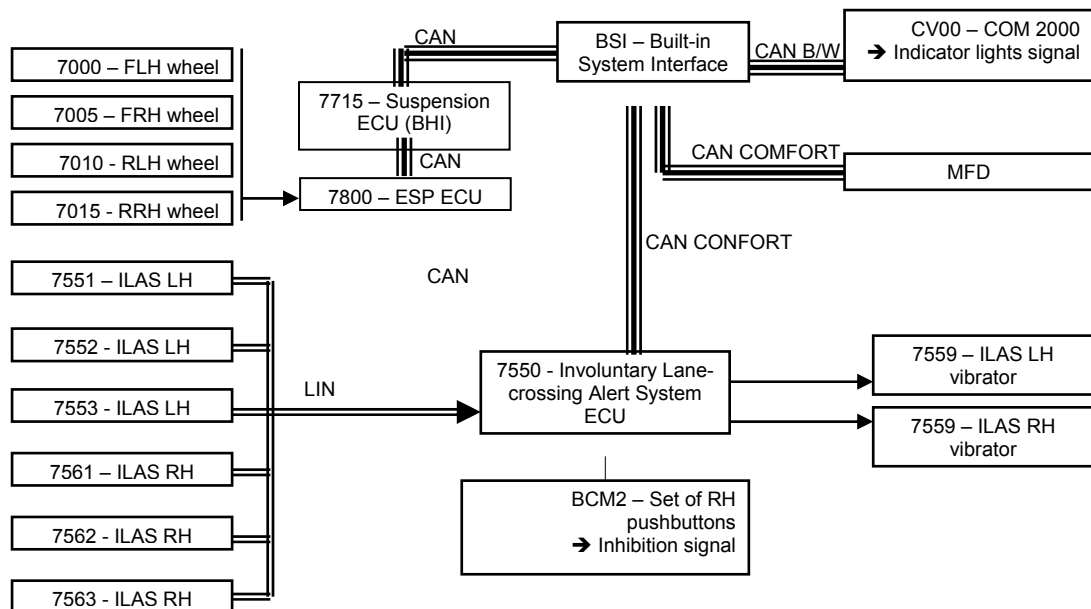 CAN
BSI – Built-in
System Interface
CAN B/W
CV00 – COM 2000
➔ Indicator lights signal
7000 – FLH wheel
7005 – FRH wheel
7010 - RLH wheel
7015 - RRH wheel
7715 – Suspension
ECU (BHI)
CAN
7800 – ESP ECU
CAN COMFORT
MFD
CAN CONFORT
CAN
7551 – ILAS LH
7552 - ILAS LH
7553 - ILAS LH
7561 – ILAS RH
7562 - ILAS RH
7563 - ILAS RH
LIN
7550 - Involuntary Lane-
crossing Alert System
ECU
7559 – ILAS LH
vibrator
7559 – ILAS RH
vibrator
BCM2 – Set of RH
pushbuttons
➔ Inhibition signal